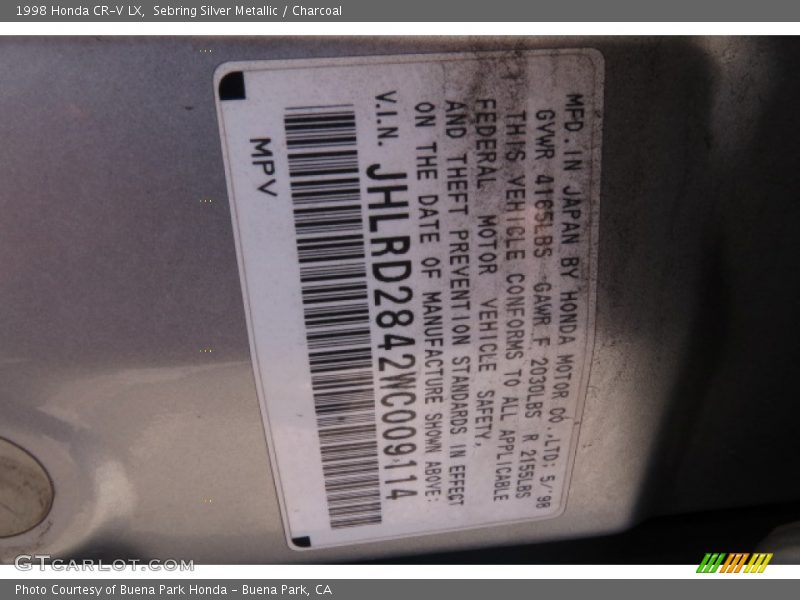 1998 Honda CR-V LX,  Sebring Silver Metallic / Charcoal
MFD. IN JAPAN BY HONDA MOTOR CO.,LTD; 5/'98
GVWR 4165LBS GAWR F 2030LBS R 2155LBS
THIS VEHICLE CONFORMS TO ALL APPLICABLE
FEDERAL MOTOR VEHICLE SAFETY,
AND THEFT PREVENTION STANDARDS IN EFFECT
ON THE DATE OF MANUFACTURE SHOWN ABOVE:
V.I.N. JHLRD2842WC009114
MPV
GTCARLOT.COM
Photo Courtesy of Buena Park Honda - Buena Park, CA